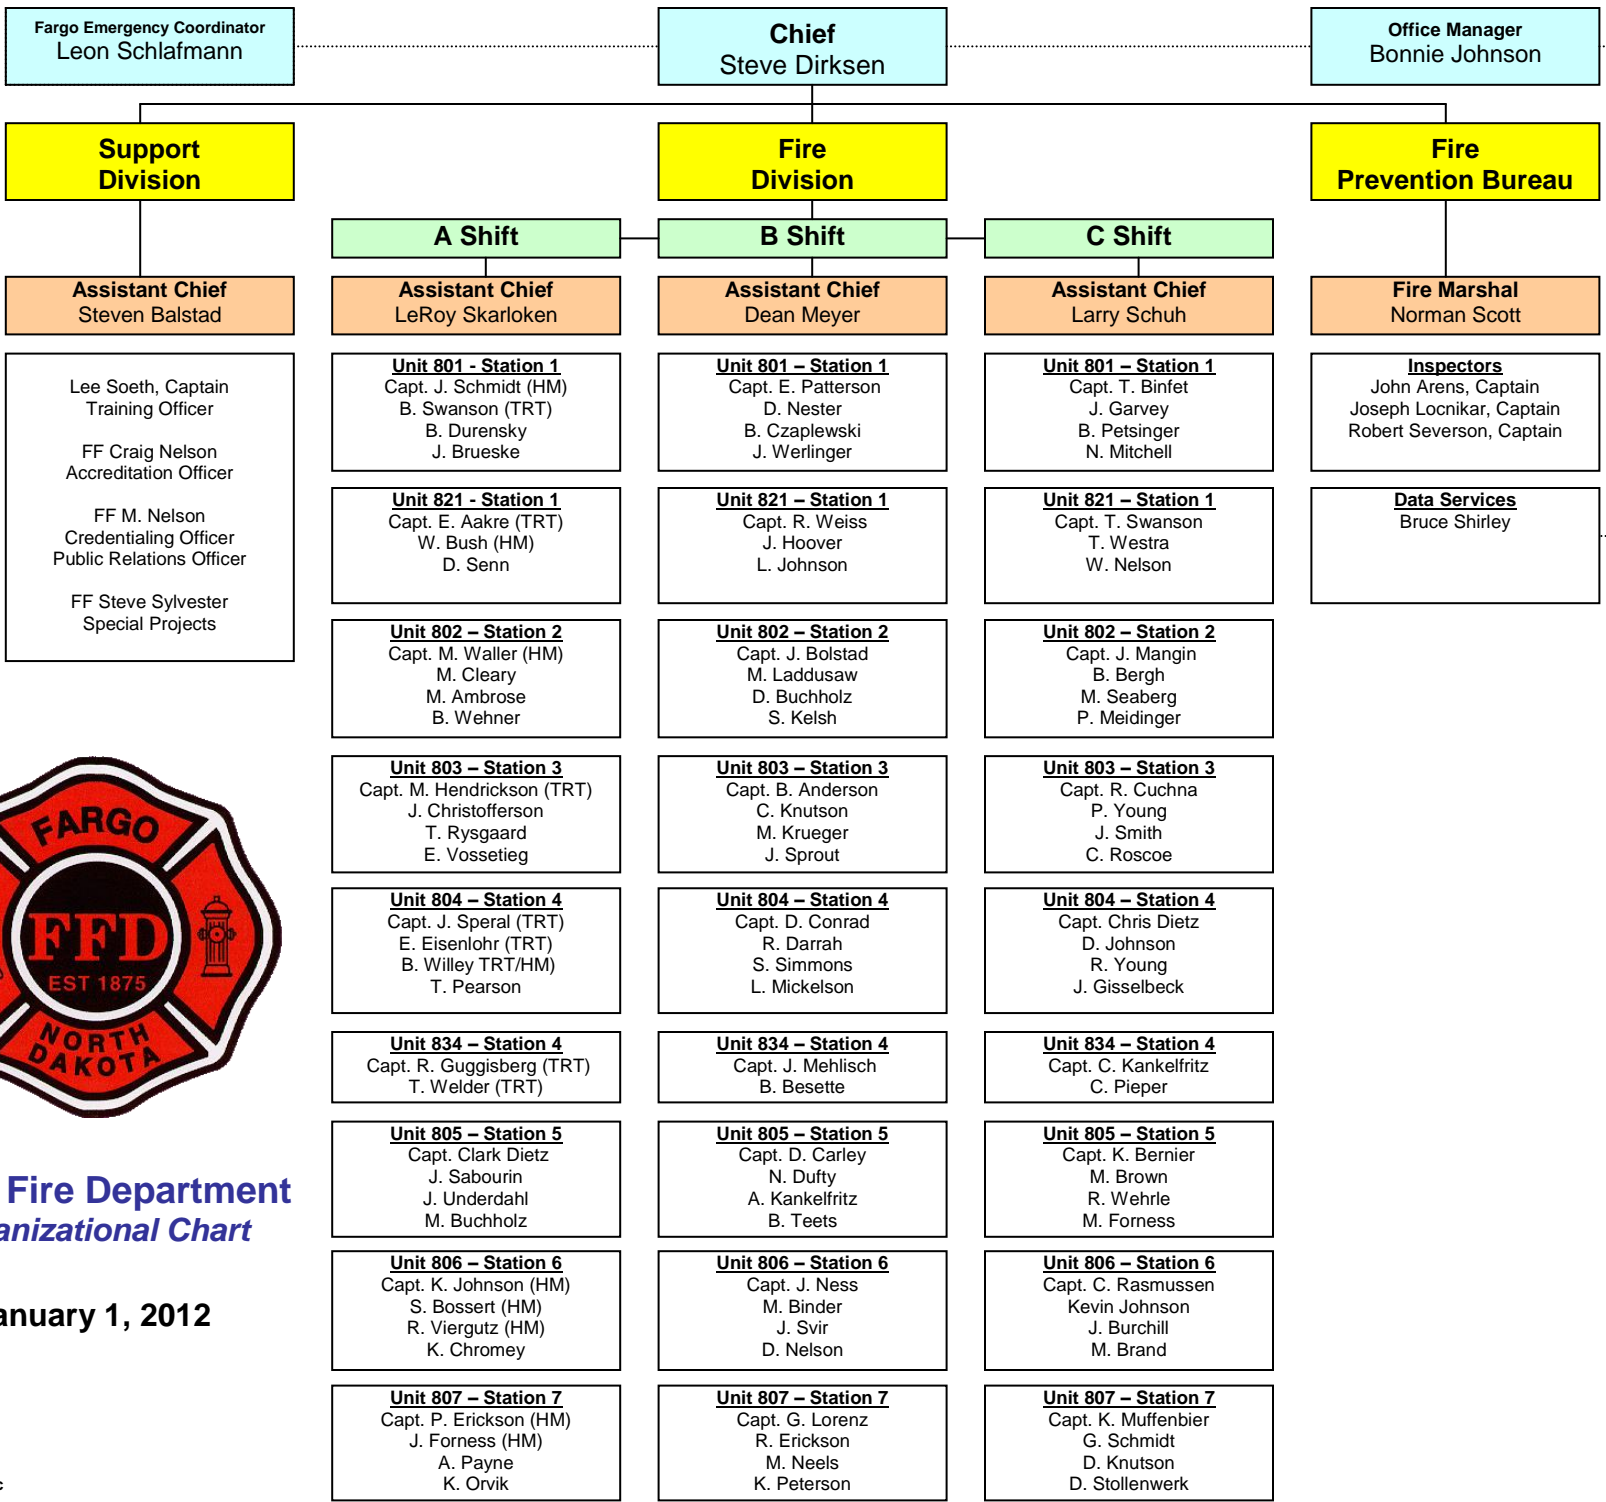 Fargo Emergency Coordinator
Leon Schlafmann
Chief
Steve Dirksen
Office Manager
Bonnie Johnson
Support
Division
Fire
Division
Fire
Prevention Bureau
A Shift
B Shift
C Shift
Assistant Chief
Steven Balstad
Assistant Chief
LeRoy Skarloken
Assistant Chief
Dean Meyer
Assistant Chief
Larry Schuh
Fire Marshal
Norman Scott
Lee Soeth, Captain
Training Officer
FF Craig Nelson
Accreditation Officer
FF M. Nelson
Credentialing Officer
Public Relations Officer
FF Steve Sylvester
Special Projects
Unit 801 - Station 1
Capt. J. Schmidt (HM)
B. Swanson (TRT)
B. Durensky
J. Brueske
Unit 801 – Station 1
Capt. E. Patterson
D. Nester
B. Czaplewski
J. Werlinger
Unit 801 – Station 1
Capt. T. Binfet
J. Garvey
B. Petsinger
N. Mitchell
Inspectors
John Arens, Captain
Joseph Locnikar, Captain
Robert Severson, Captain
Unit 821 - Station 1
Capt. E. Aakre (TRT)
W. Bush (HM)
D. Senn
Unit 821 – Station 1
Capt. R. Weiss
J. Hoover
L. Johnson
Unit 821 – Station 1
Capt. T. Swanson
T. Westra
W. Nelson
Data Services
Bruce Shirley
Unit 802 – Station 2
Capt. M. Waller (HM)
M. Cleary
M. Ambrose
B. Wehner
Unit 802 – Station 2
Capt. J. Bolstad
M. Laddusaw
D. Buchholz
S. Kelsh
Unit 802 – Station 2
Capt. J. Mangin
B. Bergh
M. Seaberg
P. Meidinger
Unit 803 – Station 3
Capt. M. Hendrickson (TRT)
J. Christofferson
T. Rysgaard
E. Vossetieg
Unit 803 – Station 3
Capt. B. Anderson
C. Knutson
M. Krueger
J. Sprout
Unit 803 – Station 3
Capt. R. Cuchna
P. Young
J. Smith
C. Roscoe
Unit 804 – Station 4
Capt. J. Speral (TRT)
E. Eisenlohr (TRT)
B. Willey TRT/HM)
T. Pearson
Unit 804 – Station 4
Capt. D. Conrad
R. Darrah
S. Simmons
L. Mickelson
Unit 804 – Station 4
Capt. Chris Dietz
D. Johnson
R. Young
J. Gisselbeck
Unit 834 – Station 4
Capt. R. Guggisberg (TRT)
T. Welder (TRT)
Unit 834 – Station 4
Capt. J. Mehlisch
B. Besette
Unit 834 – Station 4
Capt. C. Kankelfritz
C. Pieper
Unit 805 – Station 5
Capt. Clark Dietz
J. Sabourin
J. Underdahl
M. Buchholz
Unit 805 – Station 5
Capt. D. Carley
N. Dufty
A. Kankelfritz
B. Teets
Unit 805 – Station 5
Capt. K. Bernier
M. Brown
R. Wehrle
M. Forness
Unit 806 – Station 6
Capt. K. Johnson (HM)
S. Bossert (HM)
R. Viergutz (HM)
K. Chromey
Unit 806 – Station 6
Capt. J. Ness
M. Binder
J. Svir
D. Nelson
Unit 806 – Station 6
Capt. C. Rasmussen
Kevin Johnson
J. Burchill
M. Brand
Unit 807 – Station 7
Capt. P. Erickson (HM)
J. Forness (HM)
A. Payne
K. Orvik
Unit 807 – Station 7
Capt. G. Lorenz
R. Erickson
M. Neels
K. Peterson
Unit 807 – Station 7
Capt. K. Muffenbier
G. Schmidt
D. Knutson
D. Stollenwerk
FARGO
FFD
EST 1875
NORTH
DAKOTA
Fire Department
anizational Chart
anuary 1, 2012
c